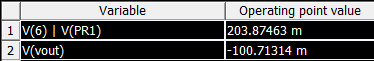 Variable Operating point value
1 V(6) | V(PR1) 203.87463 m
2 V(vout) -100.71314 m